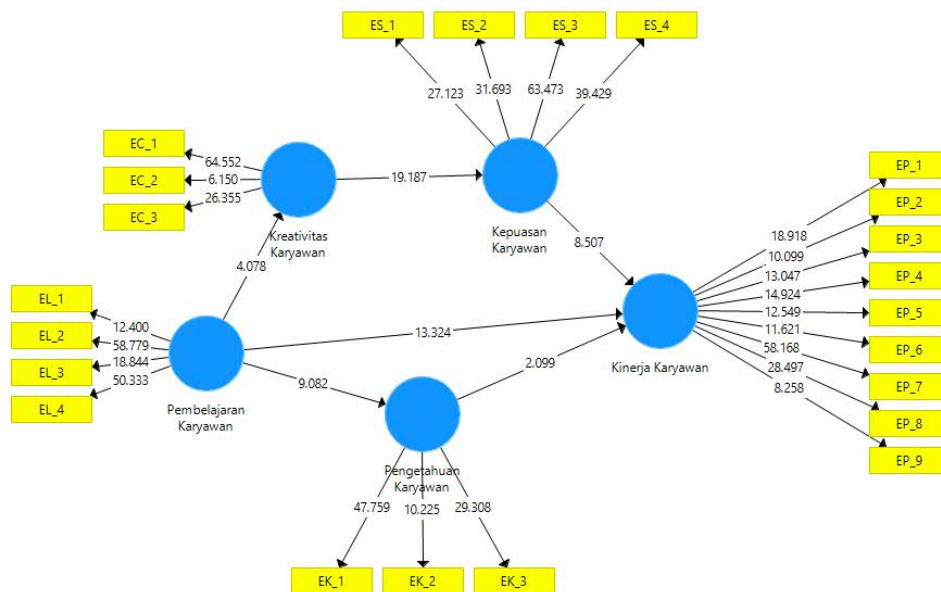 ES_1
ES_2
ES_3
ES_4
27.123
31.693
63.473
39.429
EC_1
EC_2
EC_3
64.552
6.150
26.355
19.187
Kreativitas
Karyawan
Kepuasan
Karyawan
4.078
8.507
EP_1
EP_2
EP_3
EP_4
EP_5
EP_6
EP_7
EP_8
EP_9
18.918
10.099
13.047
14.924
12.549
11.621
58.168
28.497
8.258
EL_1
EL_2
EL_3
EL_4
12.400
58.779
18.844
50.333
13.324
2.099
Kinerja Karyawan
9.082
Pembelajaran
Karyawan
Pengetahuan
Karyawan
47.759
10.225
29.308
EK_1
EK_2
EK_3